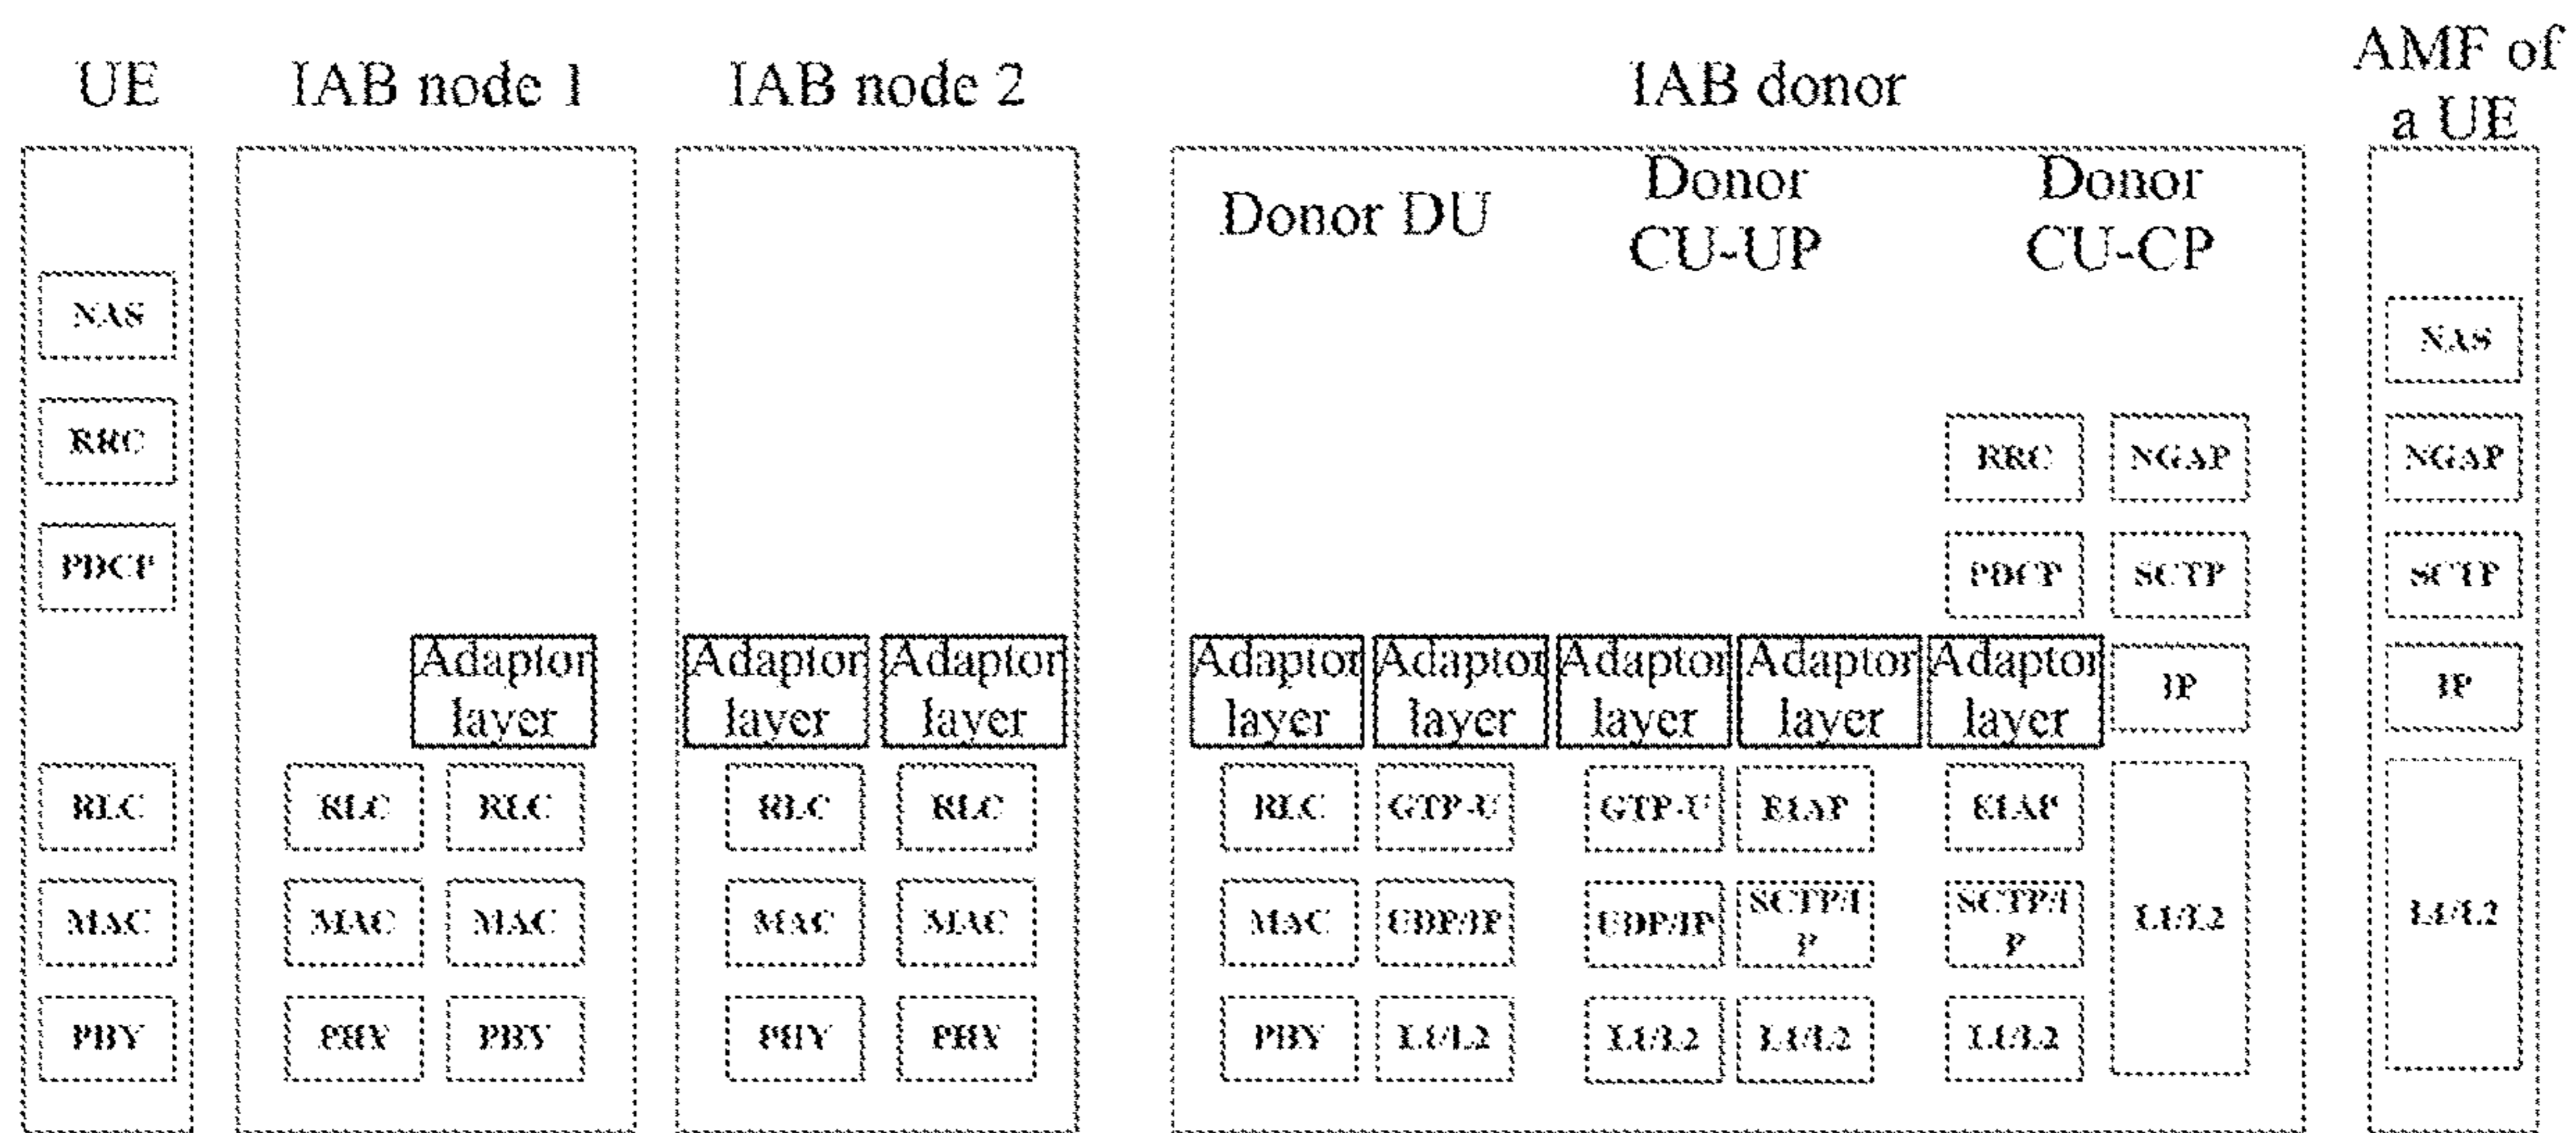 UE
IAB node 1
IAB node 2
IAB donor
AMF of
a UE
Donor DU
Donor
CU-UP
Donor
CU-CP
NAS
NAS
RRC
RRC
NGAP
NGAP
PDCP
PDCP
SCTP
SCTP
Adaptor
layer
Adaptor
layer
Adaptor
layer
Adaptor
layer
Adaptor
layer
Adaptor
layer
Adaptor
layer
Adaptor
layer
IP
IP
RLC
RLC
RLC
RLC
RLC
RLC
GTP-U
GTP-U
E1AP
E1AP
MAC
MAC
MAC
MAC
MAC
MAC
UDP/IP
UDP/IP
SCTP/I
P
SCTP/I
P
L1/L2
L1/L2
PHY
PHY
PHY
PHY
PHY
PHY
L1/L2
L1/L2
L1/L2
L1/L2